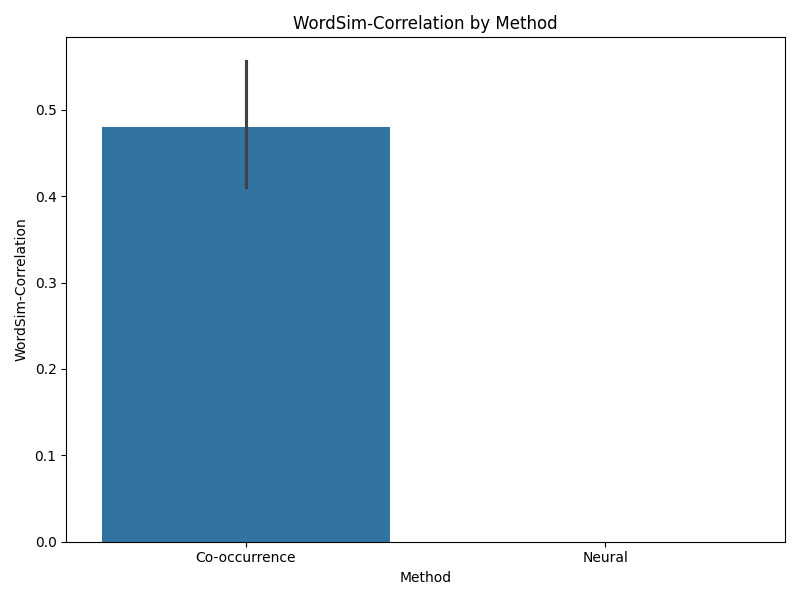 WordSim-Correlation by Method
WordSim-Correlation
0.5
0.4
0.3
0.2
0.1
0.0
Co-occurrence
Neural
Method